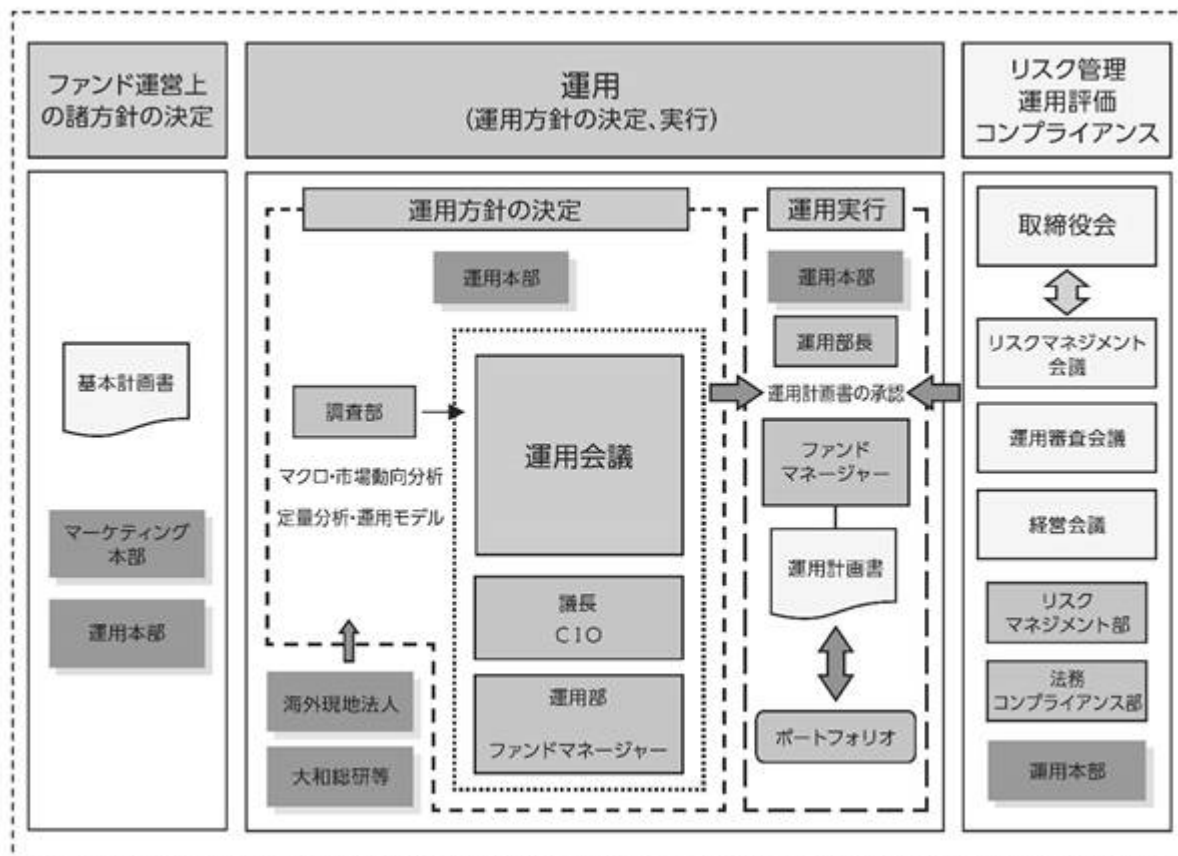 ファンド運営上
の諸方針の決定
運用
(運用方針の決定、実行)
リスク管理
運用評価
コンプライアンス
基本計画書
マーケティング
本部
運用本部
運用方針の決定
運用本部
調査部
マクロ・市場動向分析
定量分析・運用モデル
運用会議
議長
CIO
運用部
ファンドマネージャー
海外現地法人
大和総研等
運用実行
運用本部
運用部長
運用計画書の承認
ファンド
マネージャー
運用計画書
ポートフォリオ
取締役会
リスクマネジメント
会議
運用審査会議
経営会議
リスク
マネジメント部
法務
コンプライアンス部
運用本部